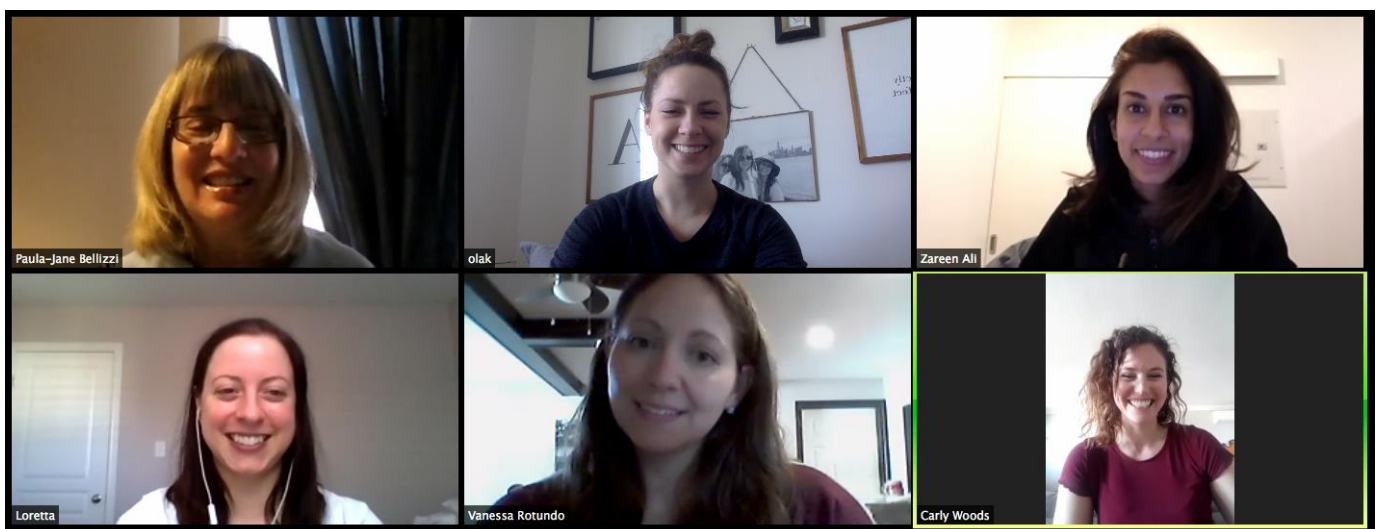 Paula-Jane Bellizzi
olak
A
Zareen Ali
Loretta
Vanessa Rotundo
Carly Woods